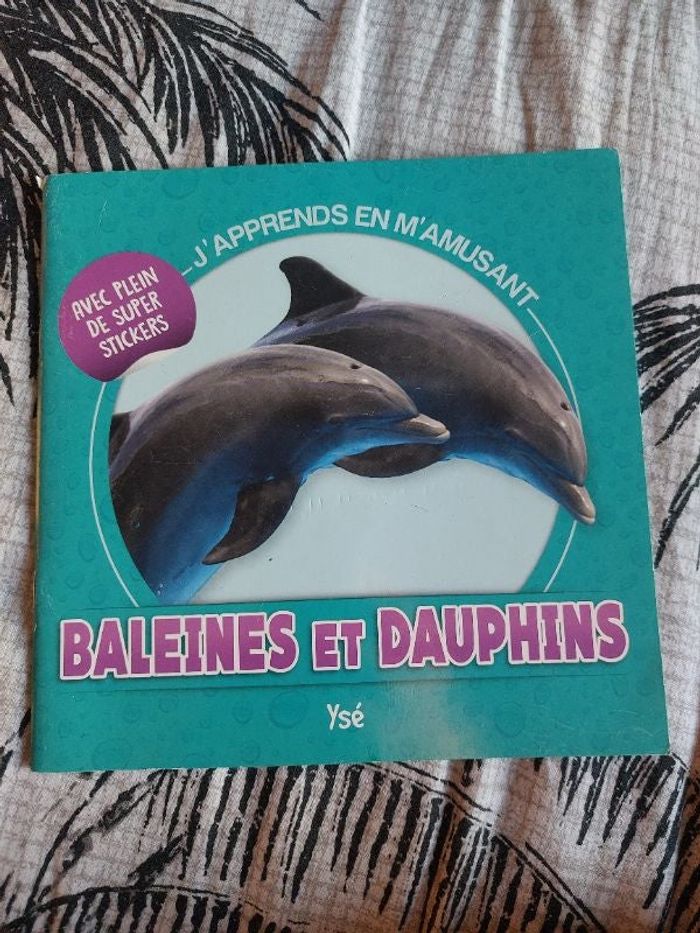 J'APPRENDS EN M'AMUSANT
AVEC PLEIN
DE SUPER
STICKERS
BALEINES ET DAUPHINS
Ysé